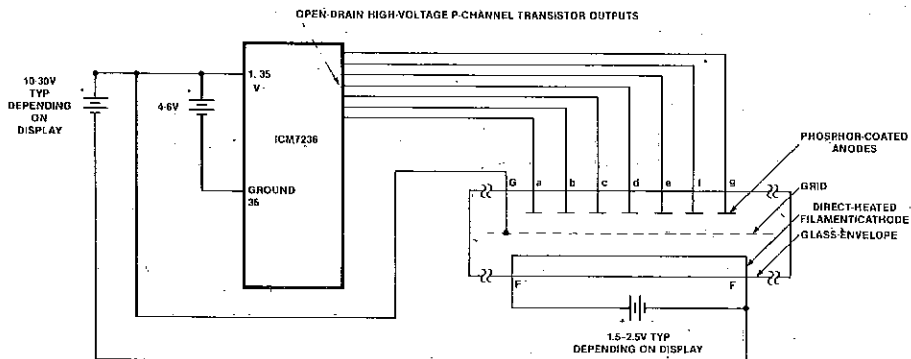 OPEN-DRAIN HIGH-VOLTAGE P-CHANNEL TRANSISTOR OUTPUTS
10-30V
TYP
DEPENDING
ON
DISPLAY
+
4-6V
+
1, 35
V
ICM7236
GROUND
36
G a b c d e f g
PHOSPHOR-COATED
ANODES
GRID
DIRECT-HEATED
FILAMENT/CATHODE
GLASS ENVELOPE
F F
+
1.5-2.5V TYP
DEPENDING ON DISPLAY